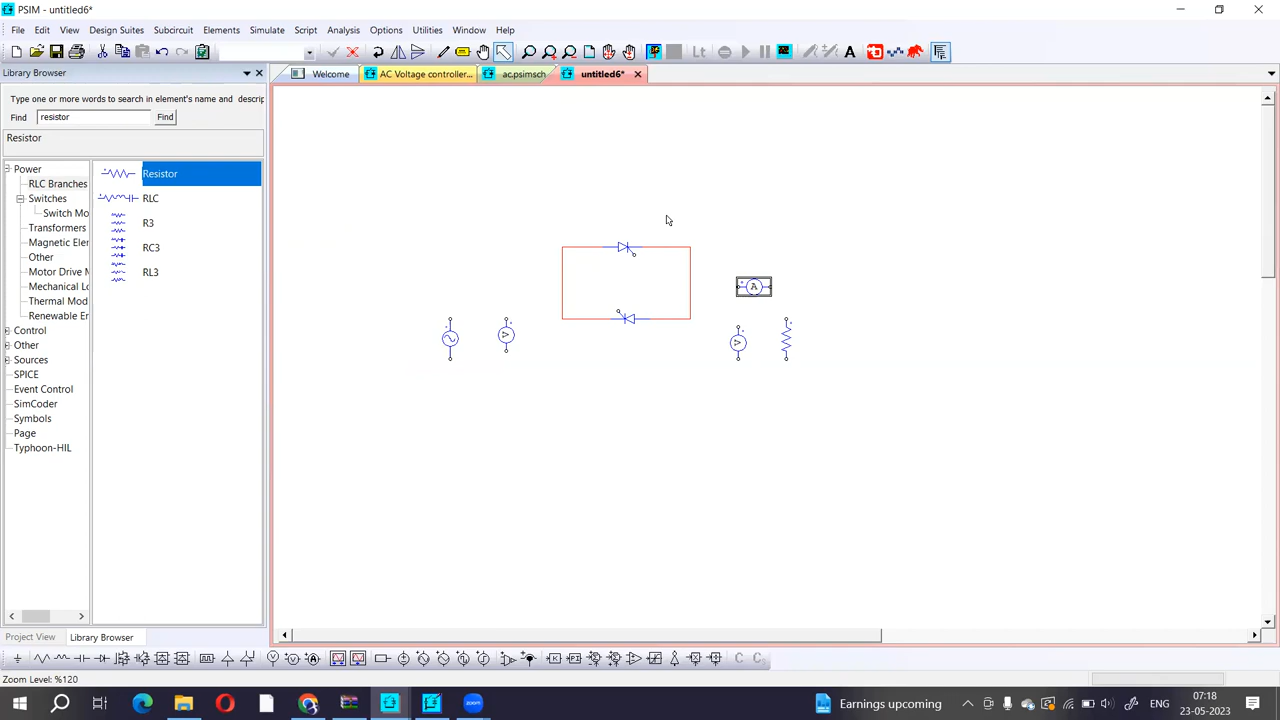 PSIM - untitled6*
File Edit View Design Suites Subcircuit Elements Simulate Script Analysis Options Utilities Window Help
Library Browser
Welcome
AC Voltage controller...
ac.psimsch
untitled6*
Type one or more words to search in element's name and descrip
Find resistor Find
Resistor
Power
RLC Branches
Switches
Switch Mo
Transformers
Magnetic Eler
Other
Motor Drive M
Mechanical Lo
Thermal Mod
Renewable Er
Control
Other
Sources
SPICE
Event Control
SimCoder
Symbols
Page
Typhoon-HIL
Resistor
RLC
R3
RC3
RL3
A
Project View
Library Browser
Zoom Level:%120
Earnings upcoming
ENG
07:18
23-05-2023